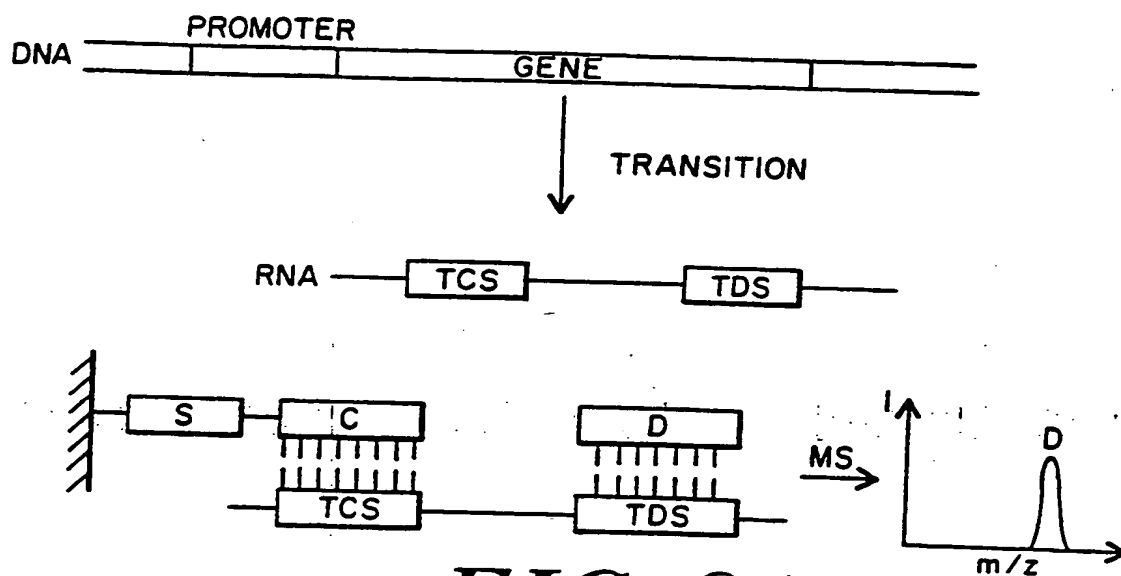 PROMOTER
DNA
GENE
TRANSITION
RNA
TCS
TDS
S
C
D
TCS
TDS
MS
I
D
m/z